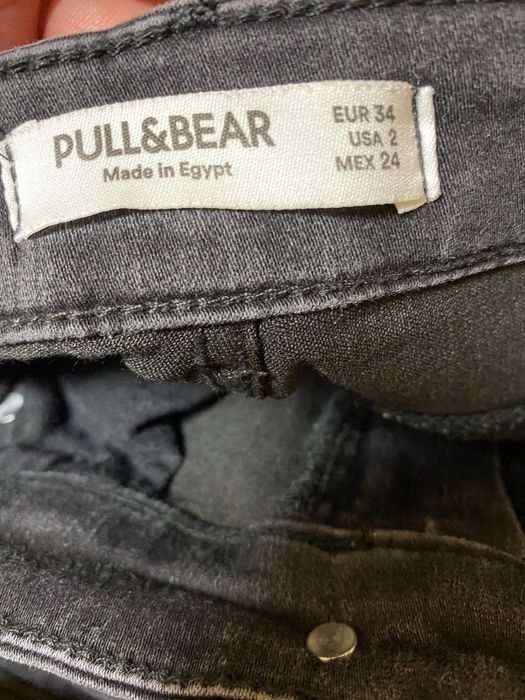 PULL&BEAR
Made in Egypt
EUR 34
USA 2
MEX 24